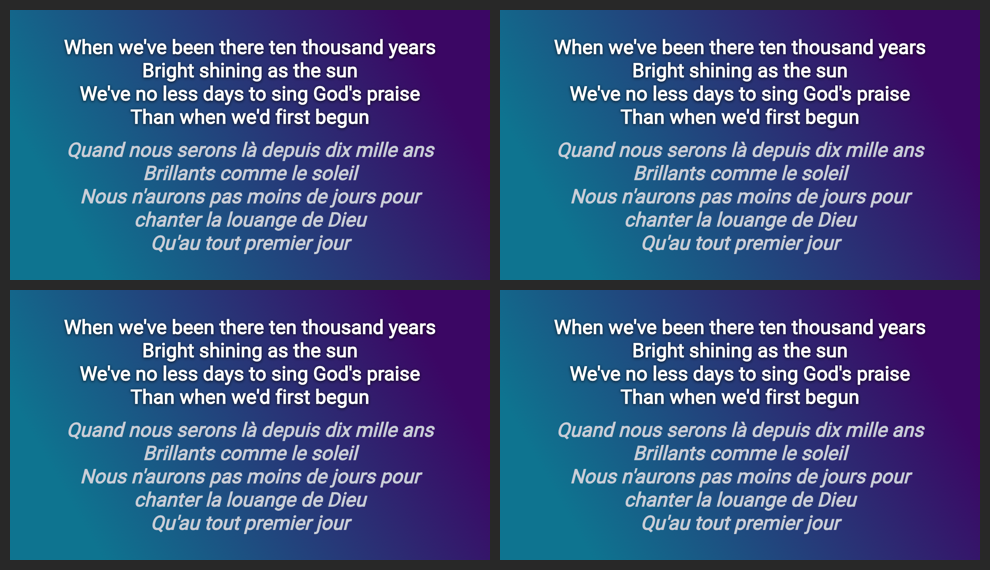 When we've been there ten thousand years
Bright shining as the sun
We've no less days to sing God's praise
Than when we'd first begun
Quand nous serons là depuis dix mille ans
Brillants comme le soleil
Nous n'aurons pas moins de jours pour
chanter la louange de Dieu
Qu'au tout premier jour
When we've been there ten thousand years
Bright shining as the sun
We've no less days to sing God's praise
Than when we'd first begun
Quand nous serons là depuis dix mille ans
Brillants comme le soleil
Nous n'aurons pas moins de jours pour
chanter la louange de Dieu
Qu'au tout premier jour
When we've been there ten thousand years
Bright shining as the sun
We've no less days to sing God's praise
Than when we'd first begun
Quand nous serons là depuis dix mille ans
Brillants comme le soleil
Nous n'aurons pas moins de jours pour
chanter la louange de Dieu
Qu'au tout premier jour
When we've been there ten thousand years
Bright shining as the sun
We've no less days to sing God's praise
Than when we'd first begun
Quand nous serons là depuis dix mille ans
Brillants comme le soleil
Nous n'aurons pas moins de jours pour
chanter la louange de Dieu
Qu'au tout premier jour